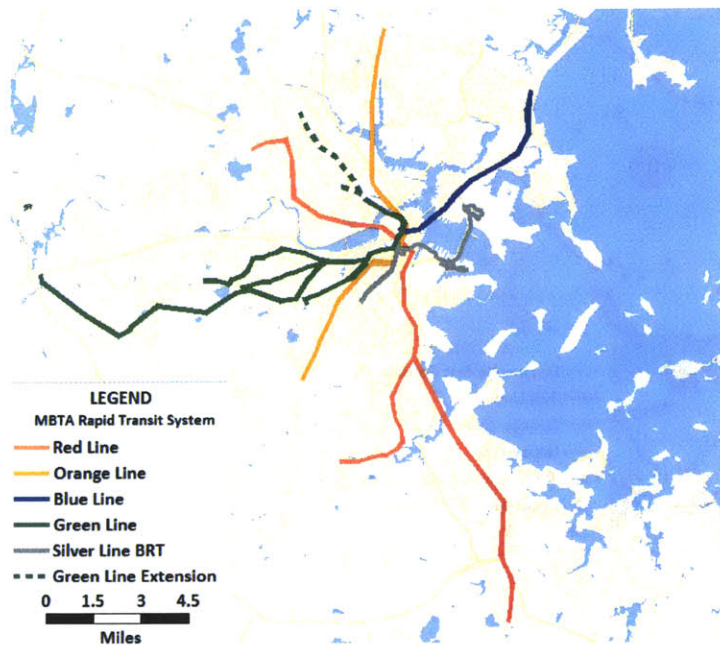 LEGEND
MBTA Rapid Transit System
Red Line
Orange Line
Blue Line
Green Line
Silver Line BRT
Green Line Extension
0 1.5 3 4.5
Miles